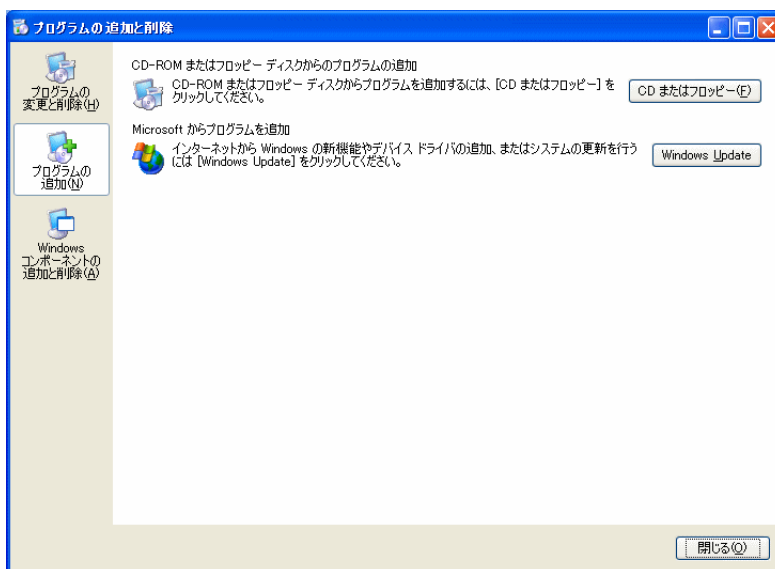 プログラムの追加と削除
プログラムの
変更と削除(H)
プログラムの
追加(N)
Windows
コンポーネントの
追加と削除(A)
CD-ROM またはフロッピー ディスクからのプログラムの追加
CD-ROM またはフロッピー ディスクからプログラムを追加するには、[CD またはフロッピー] を
クリックしてください。
CD またはフロッピー(F)
Microsoft からプログラムを追加
インターネットから Windows の新機能やデバイス ドライバの追加、またはシステムの更新を行う
には [Windows Update] をクリックしてください。
Windows Update
閉じる(O)